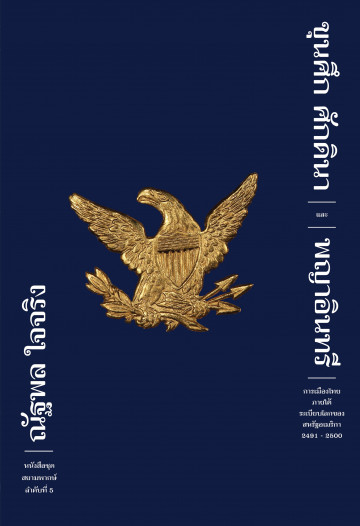 ขุนศึก ศักดินา
และ
พญาอินทรี
การเมืองไทย
ภายใต้
ระเบียบโลกของ
สหรัฐอเมริกา
2491 - 2500
ณัฐพล ใจจริง
หนังสือชุด
สยามพากษ์
ลำดับที่ 5